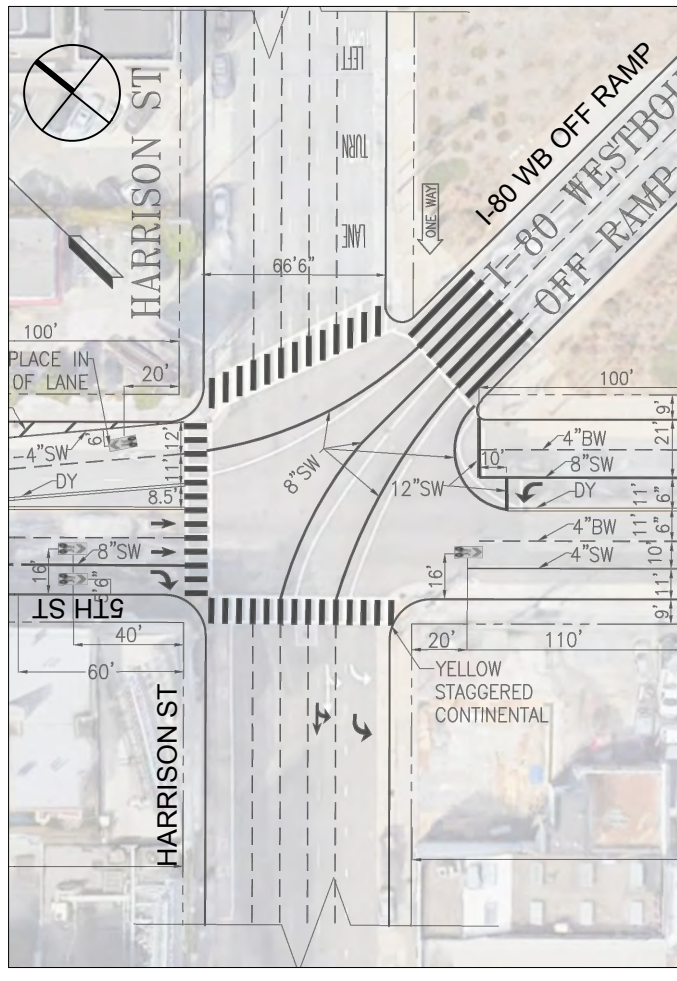 LEFT
TURN
LANE
ONE WAY
HARRISON ST
I-80 WB OFF RAMP
I-80 WESTBOU
OFF RAMP
66'6"
100'
PLACE IN
OF LANE
20'
6'
12'
4"SW
11'
DY
8.5'
8"SW
12"SW
10'
100'
9'
21'
4"BW
8"SW
DY
11'
6"
4"BW
11'
6"
4"SW
10'
11'
9'
16'
8"SW
16'
5'6"
5TH ST
40'
60'
20'
110'
YELLOW
STAGGERED
CONTINENTAL
HARRISON ST